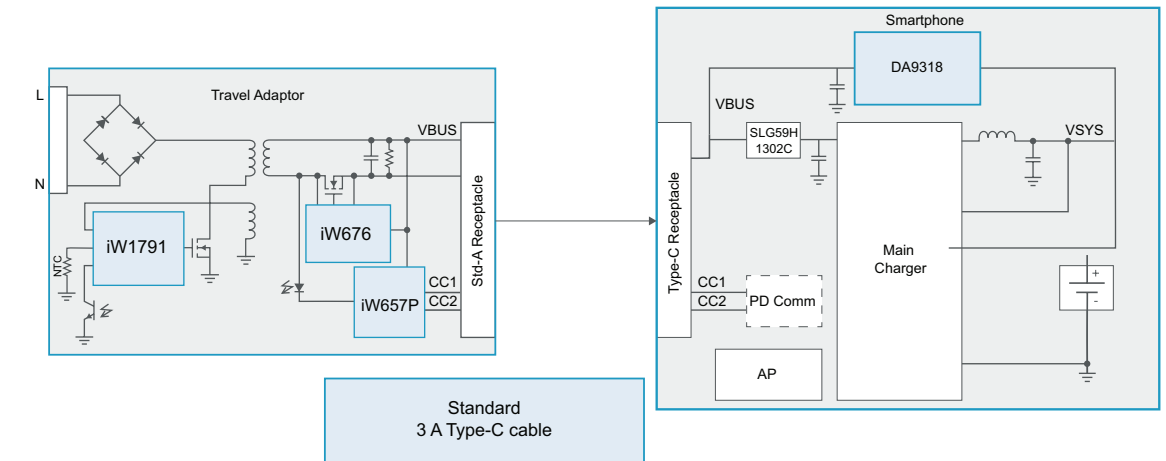 Smartphone
DA9318
Travel Adaptor
L
N
VBUS
VBUS
SLG59H
1302C
VSYS
iW1791
NTC
iW676
iW657P
CC1
CC2
Std-A Receptacle
Type-C Receptacle
CC1
CC2
PD Comm
Main
Charger
+
-
AP
Standard
3 A Type-C cable